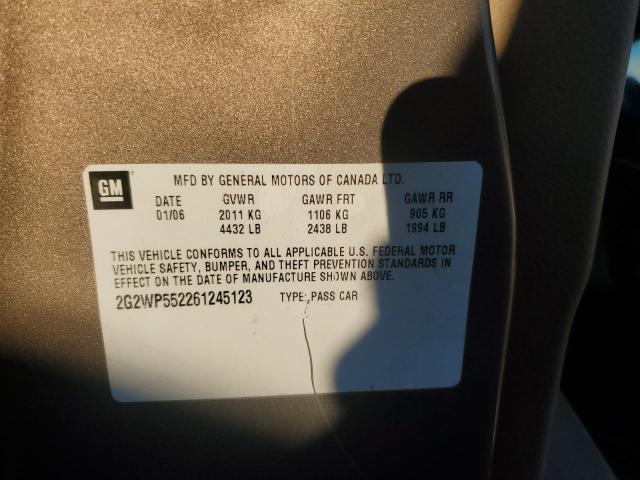 GM
MFD BY GENERAL MOTORS OF CANADA LTD.
DATE GVWR GAWR FRT GAWR RR
01/06 2011 KG 1106 KG 905 KG
4432 LB 2438 LB 1994 LB
THIS VEHICLE CONFORMS TO ALL APPLICABLE U.S. FEDERAL MOTOR
VEHICLE SAFETY, BUMPER, AND THEFT PREVENTION STANDARDS IN
EFFECT ON THE DATE OF MANUFACTURE SHOWN ABOVE.
2G2WP552261245123 TYPE: PASS CAR